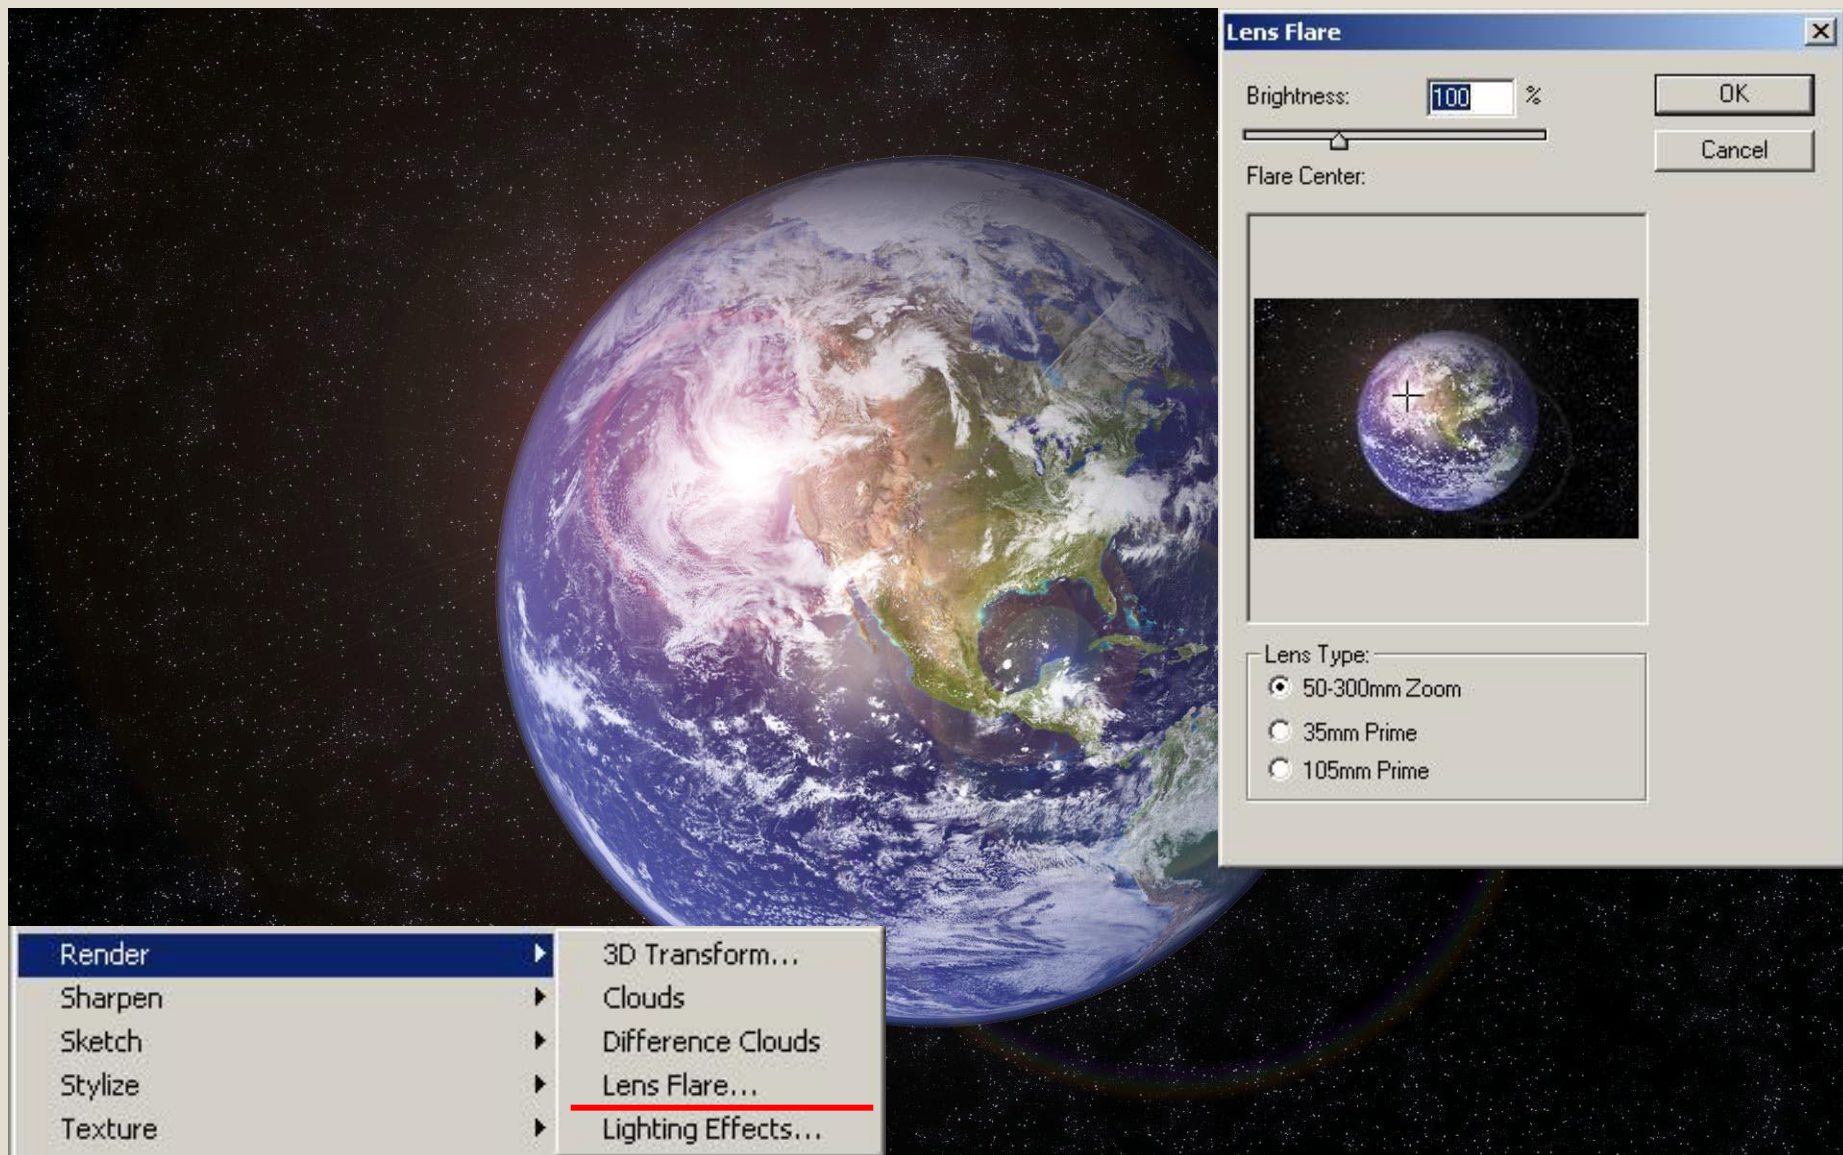 Lens Flare
Brightness: 100 %
OK
Cancel
Flare Center:
Lens Type:
50-300mm Zoom
35mm Prime
105mm Prime
Render
Sharpen
Sketch
Stylize
Texture
3D Transform...
Clouds
Difference Clouds
Lens Flare...
Lighting Effects...